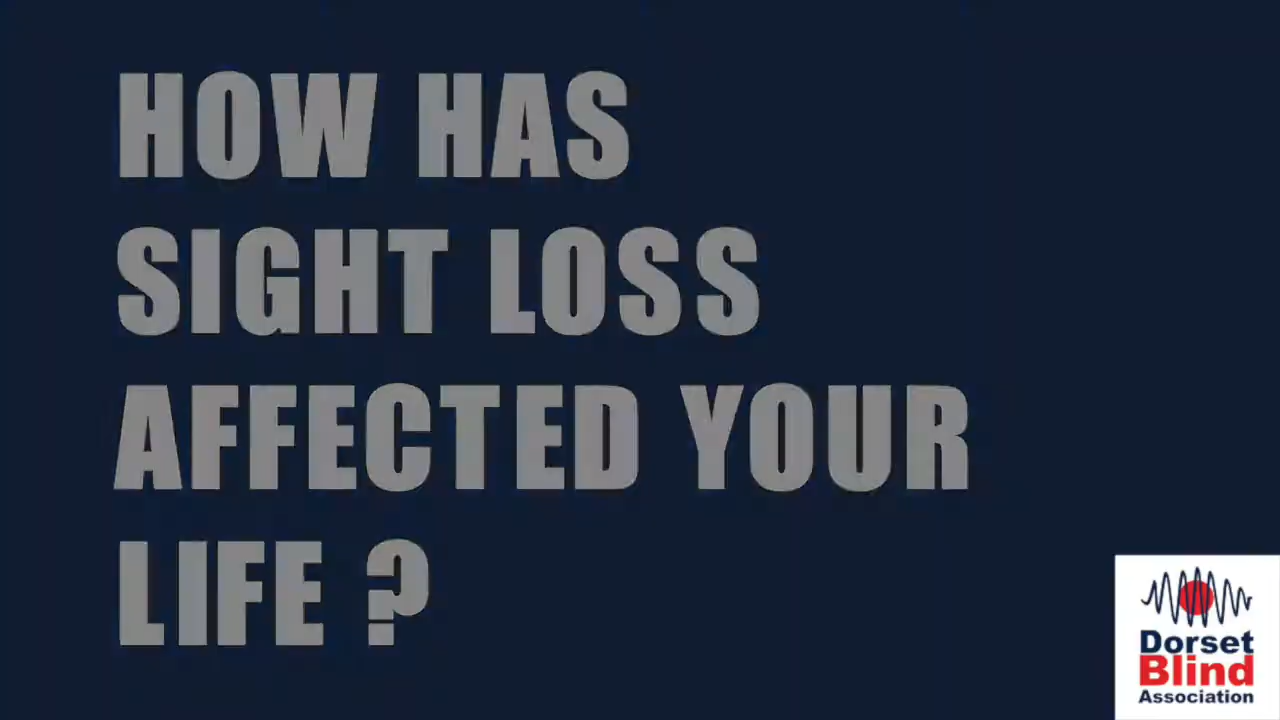 HOW HAS
SIGHT LOSS
AFFECTED YOUR
LIFE ?
Dorset
Blind
Association